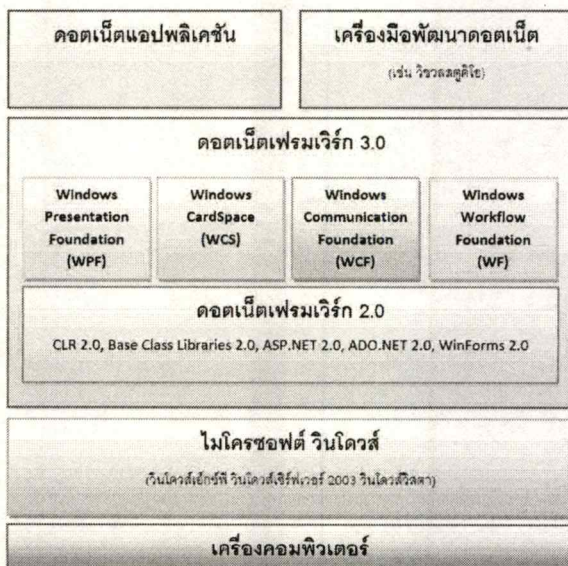 ดอตเน็ตแอปพลิเคชัน
เครื่องมือพัฒนาดอตเน็ต
(เช่น วิชวลสตูดิโอ)
ดอตเน็ตเฟรมเวิร์ก 3.0
Windows
Presentation
Foundation
(WPF)
Windows
CardSpace
(WCS)
Windows
Communication
Foundation
(WCF)
Windows
Workflow
Foundation
(WF)
ดอตเน็ตเฟรมเวิร์ก 2.0
CLR 2.0, Base Class Libraries 2.0, ASP.NET 2.0, ADO.NET 2.0, WinForms 2.0
ไมโครซอฟต์ วินโดวส์
(วินโดวส์เอ็กซ์พี วินโดวส์เซิร์ฟเวอร์ 2003 วินโดวส์วิสตา)
เครื่องคอมพิวเตอร์